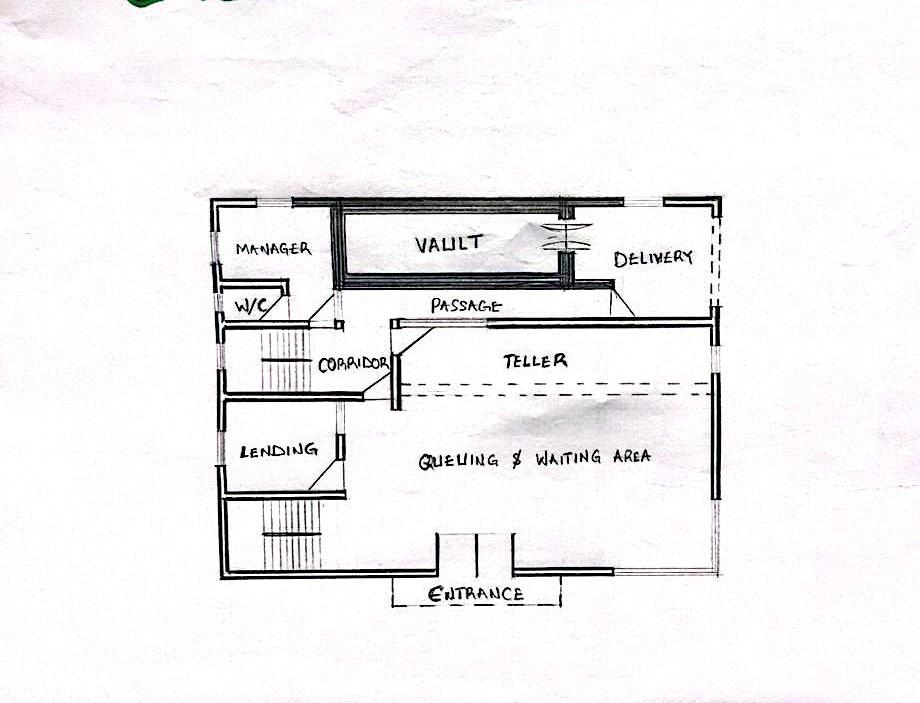 MANAGER
VAULT
DELIVERY
W/C
PASSAGE
CORRIDOR
TELLER
LENDING
QUEUING & WAITING AREA
ENTRANCE